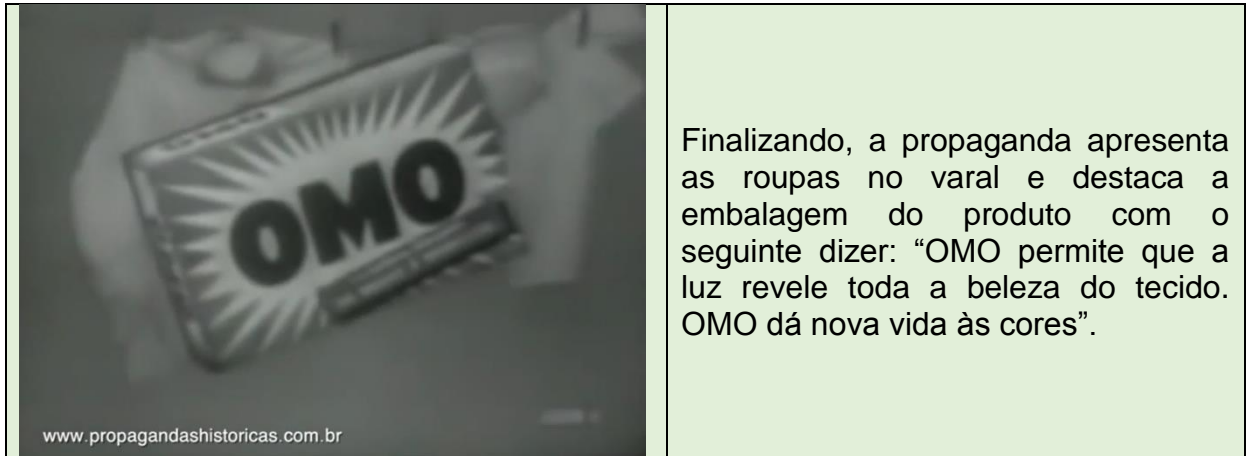 OMO
www.propagandashistoricas.com.br
Finalizando, a propaganda apresenta
as roupas no varal e destaca a
embalagem do produto com o
seguinte dizer: “OMO permite que a
luz revele toda a beleza do tecido.
OMO dá nova vida às cores”.